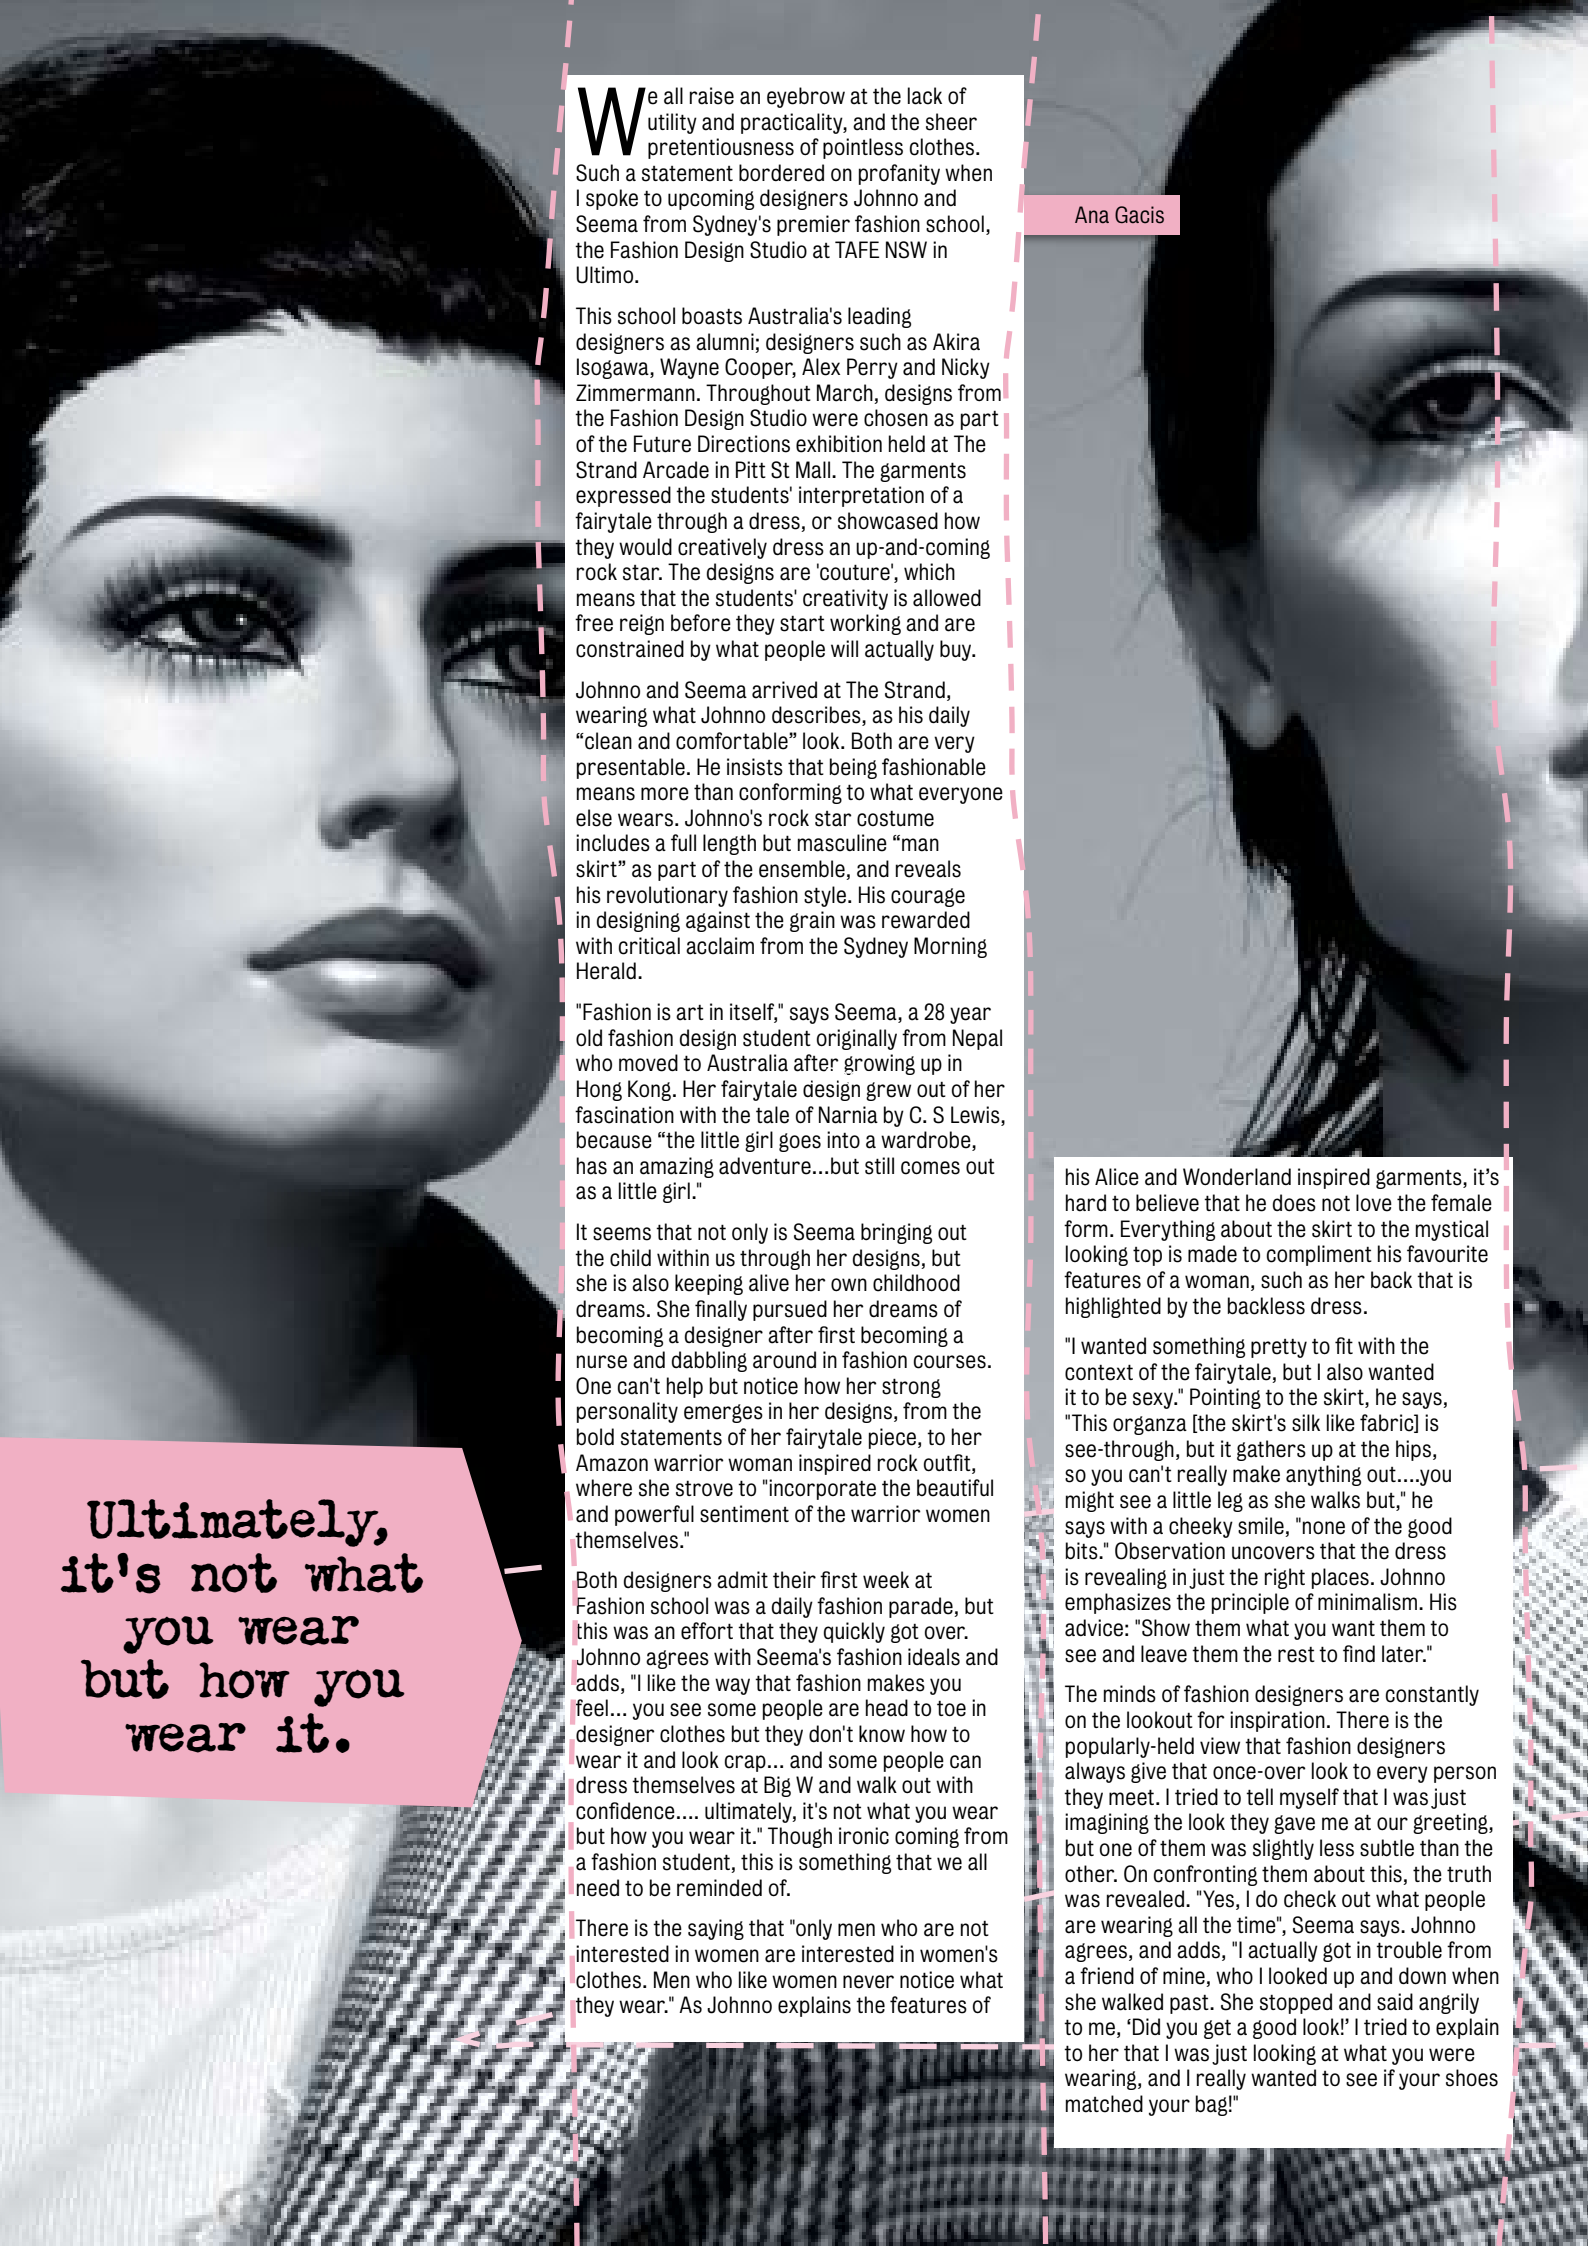 We all raise an eyebrow at the lack of
utility and practicality, and the sheer
pretentiousness of pointless clothes.
Such a statement bordered on profanity when
I spoke to upcoming designers Johnno and
Seema from Sydney's premier fashion school,
the Fashion Design Studio at TAFE NSW in
Ultimo.
This school boasts Australia's leading
designers as alumni; designers such as Akira
Isogawa, Wayne Cooper, Alex Perry and Nicky
Zimmermann. Throughout March, designs from
the Fashion Design Studio were chosen as part
of the Future Directions exhibition held at The
Strand Arcade in Pitt St Mall. The garments
expressed the students' interpretation of a
fairytale through a dress, or showcased how
they would creatively dress an up-and-coming
rock star. The designs are 'couture', which
means that the students' creativity is allowed
free reign before they start working and are
constrained by what people will actually buy.
Johnno and Seema arrived at The Strand,
wearing what Johnno describes, as his daily
“clean and comfortable” look. Both are very
presentable. He insists that being fashionable
means more than conforming to what everyone
else wears. Johnno's rock star costume
includes a full length but masculine “man
skirt” as part of the ensemble, and reveals
his revolutionary fashion style. His courage
in designing against the grain was rewarded
with critical acclaim from the Sydney Morning
Herald.
"Fashion is art in itself," says Seema, a 28 year
old fashion design student originally from Nepal
who moved to Australia after growing up in
Hong Kong. Her fairytale design grew out of her
fascination with the tale of Narnia by C. S Lewis,
because “the little girl goes into a wardrobe,
has an amazing adventure...but still comes out
as a little girl."
It seems that not only is Seema bringing out
the child within us through her designs, but
she is also keeping alive her own childhood
dreams. She finally pursued her dreams of
becoming a designer after first becoming a
nurse and dabbling around in fashion courses.
One can't help but notice how her strong
personality emerges in her designs, from the
bold statements of her fairytale piece, to her
Amazon warrior woman inspired rock outfit,
where she strove to "incorporate the beautiful
and powerful sentiment of the warrior women
themselves."
Both designers admit their first week at
Fashion school was a daily fashion parade, but
this was an effort that they quickly got over.
Johnno agrees with Seema's fashion ideals and
adds, "I like the way that fashion makes you
feel... you see some people are head to toe in
designer clothes but they don't know how to
wear it and look crap... and some people can
dress themselves at Big W and walk out with
confidence.... ultimately, it's not what you wear
but how you wear it." Though ironic coming from
a fashion student, this is something that we all
need to be reminded of.
There is the saying that "only men who are not
interested in women are interested in women's
clothes. Men who like women never notice what
they wear." As Johnno explains the features of
Ana Gacis
his Alice and Wonderland inspired garments, it’s
hard to believe that he does not love the female
form. Everything about the skirt to the mystical
looking top is made to compliment his favourite
features of a woman, such as her back that is
highlighted by the backless dress.
"I wanted something pretty to fit with the
context of the fairytale, but I also wanted
it to be sexy." Pointing to the skirt, he says,
"This organza [the skirt's silk like fabric] is
see-through, but it gathers up at the hips,
so you can't really make anything out....you
might see a little leg as she walks but," he
says with a cheeky smile, "none of the good
bits." Observation uncovers that the dress
is revealing in just the right places. Johnno
emphasizes the principle of minimalism. His
advice: "Show them what you want them to
see and leave them the rest to find later."
The minds of fashion designers are constantly
on the lookout for inspiration. There is the
popularly-held view that fashion designers
always give that once-over look to every person
they meet. I tried to tell myself that I was just
imagining the look they gave me at our greeting,
but one of them was slightly less subtle than the
other. On confronting them about this, the truth
was revealed. "Yes, I do check out what people
are wearing all the time", Seema says. Johnno
agrees, and adds, "I actually got in trouble from
a friend of mine, who I looked up and down when
she walked past. She stopped and said angrily
to me, ‘Did you get a good look!’ I tried to explain
to her that I was just looking at what you were
wearing, and I really wanted to see if your shoes
matched your bag!"
Ultimately,
it's not what
you wear
but how you
wear it.